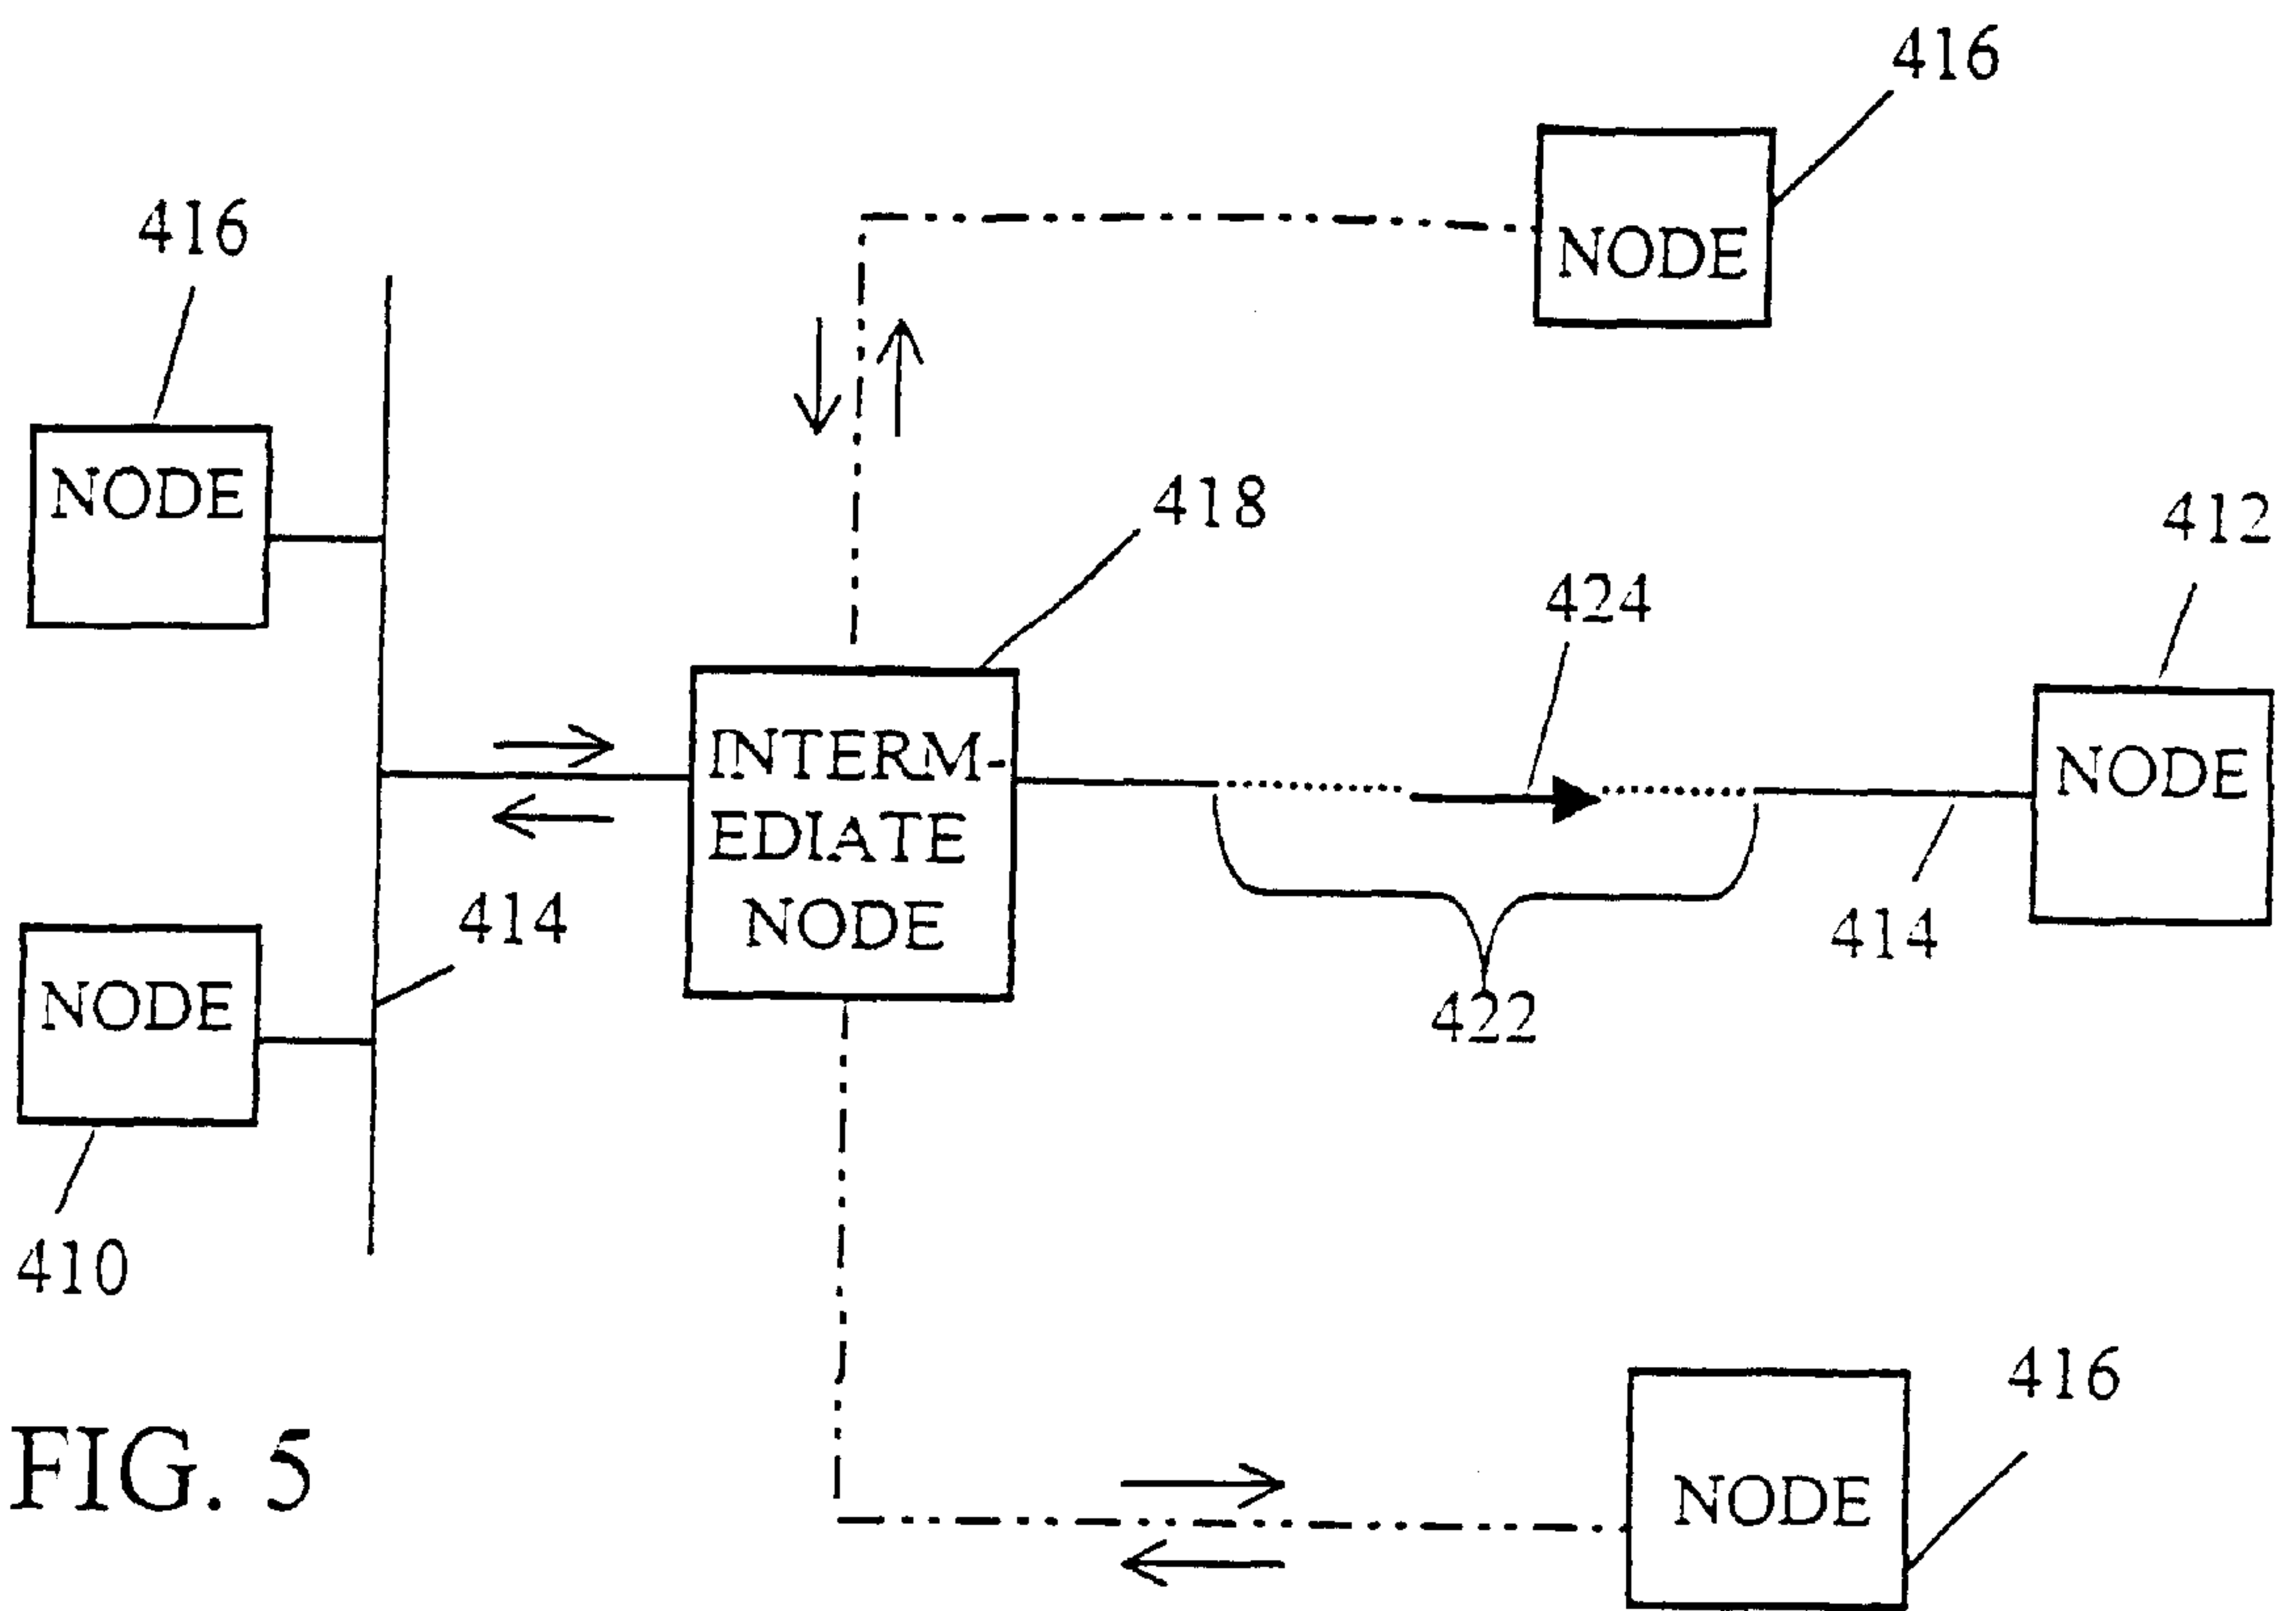 416
416
NODE
NODE
418
412
424
INTERM-
EDIATE
NODE
NODE
414
414
NODE
422
410
416
FIG. 5
NODE